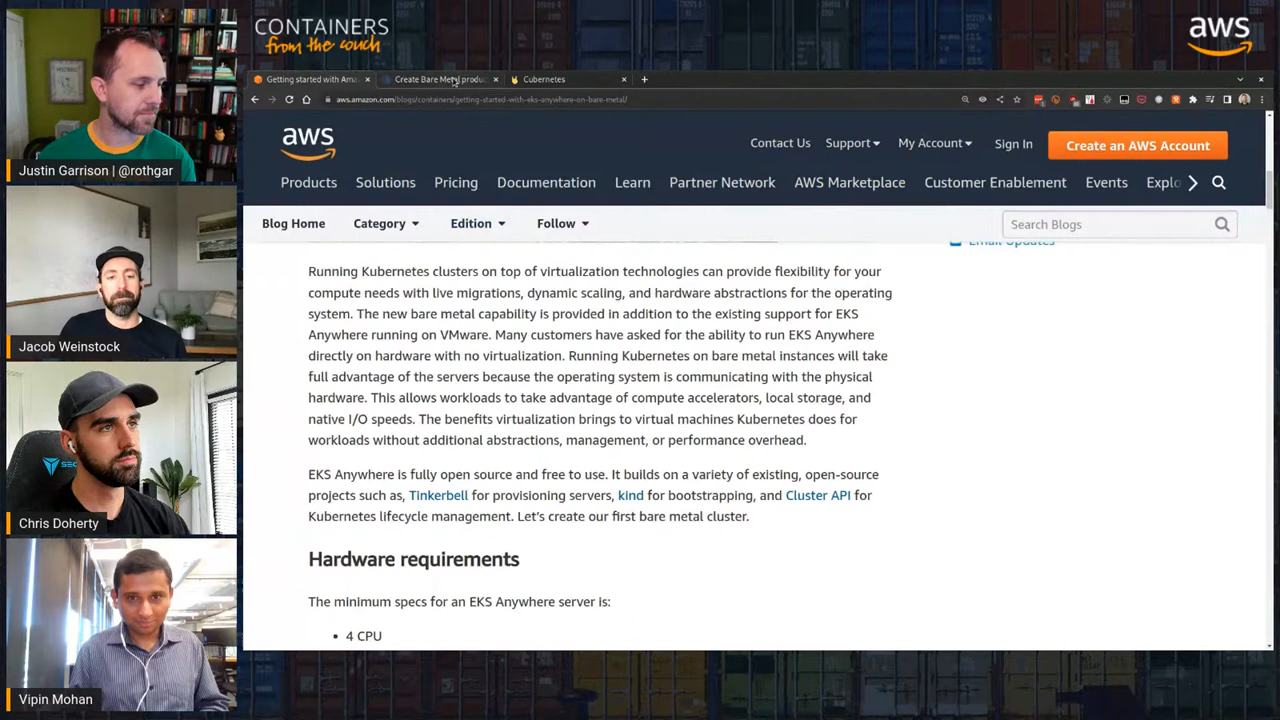 CONTAINERS
from the couch
aws
Justin Garrison | @rothgar
Jacob Weinstock
Chris Doherty
Vipin Mohan
Getting started with Ama
Create Bare Metal produc
Cubernetes
aws.amazon.com/blogs/containers/getting-started-with-eks-anywhere-on-bare-metal/
aws
Contact Us
Support
My Account
Sign In
Create an AWS Account
Products
Solutions
Pricing
Documentation
Learn
Partner Network
AWS Marketplace
Customer Enablement
Events
Explo
Blog Home
Category
Edition
Follow
Search Blogs
Email Updates
Running Kubernetes clusters on top of virtualization technologies can provide flexibility for your
compute needs with live migrations, dynamic scaling, and hardware abstractions for the operating
system. The new bare metal capability is provided in addition to the existing support for EKS
Anywhere running on VMware. Many customers have asked for the ability to run EKS Anywhere
directly on hardware with no virtualization. Running Kubernetes on bare metal instances will take
full advantage of the servers because the operating system is communicating with the physical
hardware. This allows workloads to take advantage of compute accelerators, local storage, and
native I/O speeds. The benefits virtualization brings to virtual machines Kubernetes does for
workloads without additional abstractions, management, or performance overhead.
EKS Anywhere is fully open source and free to use. It builds on a variety of existing, open-source
projects such as, Tinkerbell for provisioning servers, kind for bootstrapping, and Cluster API for
Kubernetes lifecycle management. Let's create our first bare metal cluster.
Hardware requirements
The minimum specs for an EKS Anywhere server is:
• 4 CPU